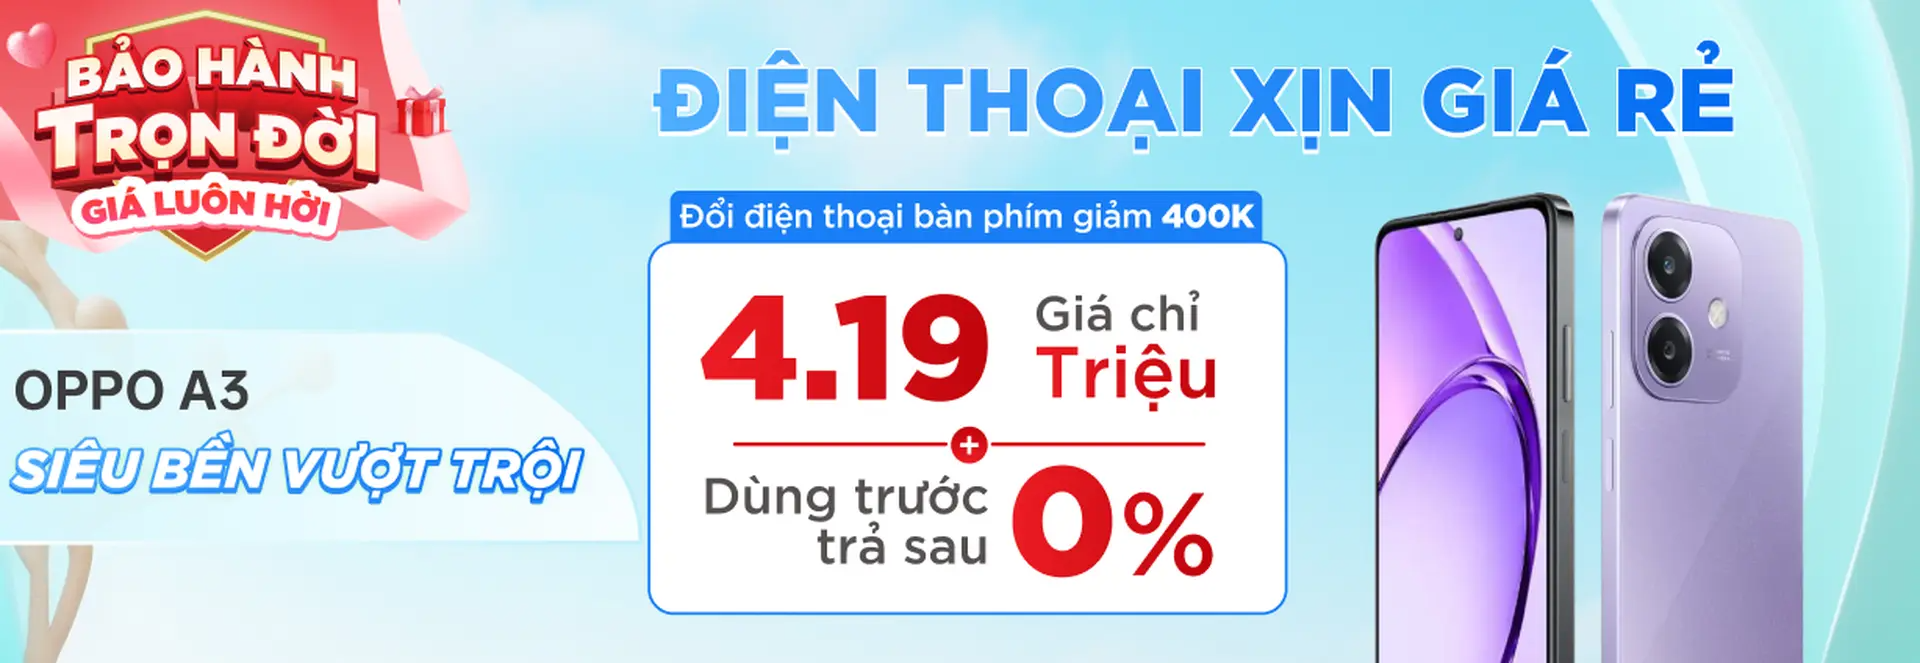 BẢO HÀNH
TRỌN ĐỜI
GIÁ LUÔN HỜI
ĐIỆN THOẠI XỊN GIÁ RẺ
OPPO A3
SIÊU BỀN VƯỢT TRỘI
Đổi điện thoại bàn phím giảm 400K
4.19 Giá chỉ
Triệu
+
Dùng trước
trả sau
0%